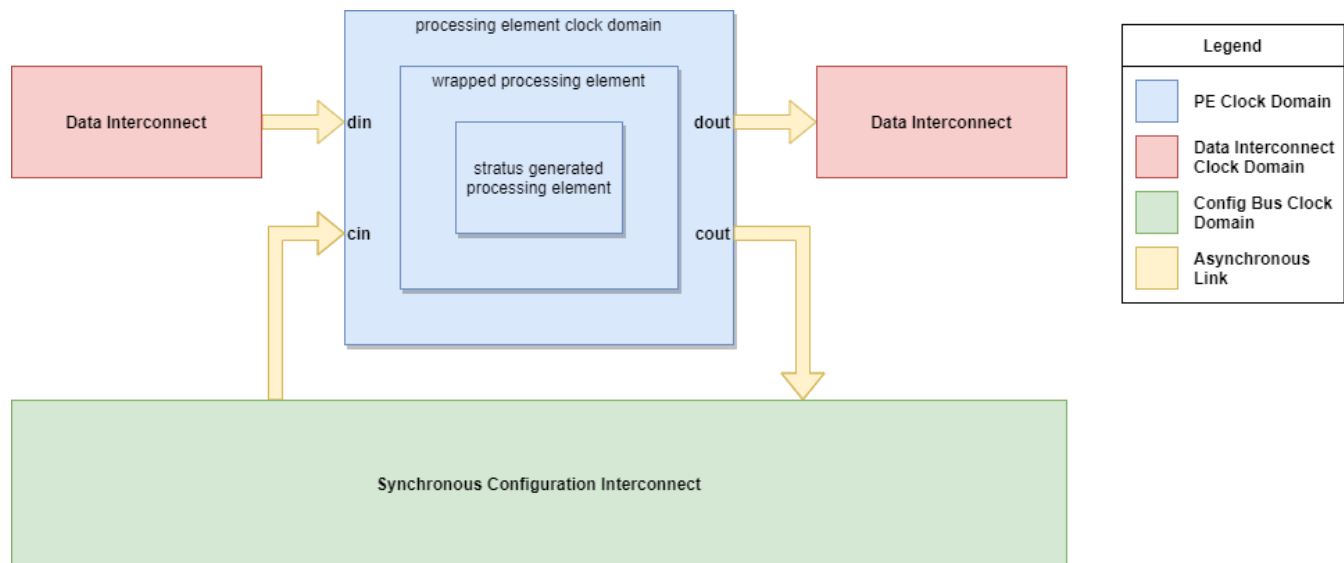 processing element clock domain
Legend
wrapped processing element
Data Interconnect
din
dout
Data Interconnect
PE Clock Domain
stratus generated
processing element
Data Interconnect
Clock Domain
cin
cout
Config Bus Clock
Domain
Asynchronous
Link
Synchronous Configuration Interconnect